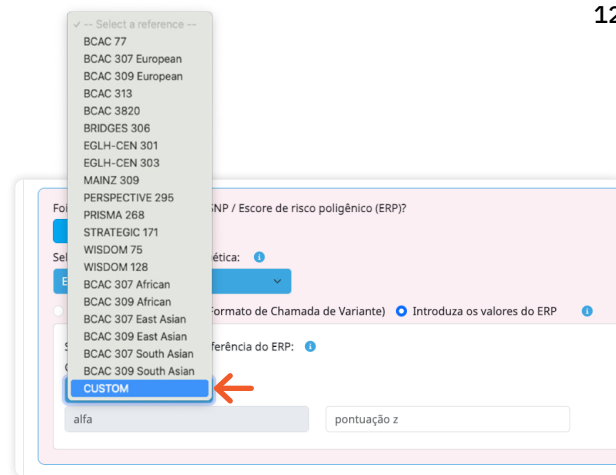 12
✓ -- Select a reference --
BCAC 77
BCAC 307 European
BCAC 309 European
BCAC 313
BCAC 3820
BRIDGES 306
EGLH-CEN 301
EGLH-CEN 303
MAINZ 309
PERSPECTIVE 295
PRISMA 268
STRATEGIC 171
WISDOM 75
WISDOM 128
BCAC 307 African
BCAC 309 African
BCAC 307 East Asian
BCAC 309 East Asian
BCAC 307 South Asian
BCAC 309 South Asian
CUSTOM
SNP / Escore de risco poligênico (ERP)?
ética:
Formato de Chamada de Variante) Introduza os valores do ERP
ferência do ERP:
alfa
pontuação z